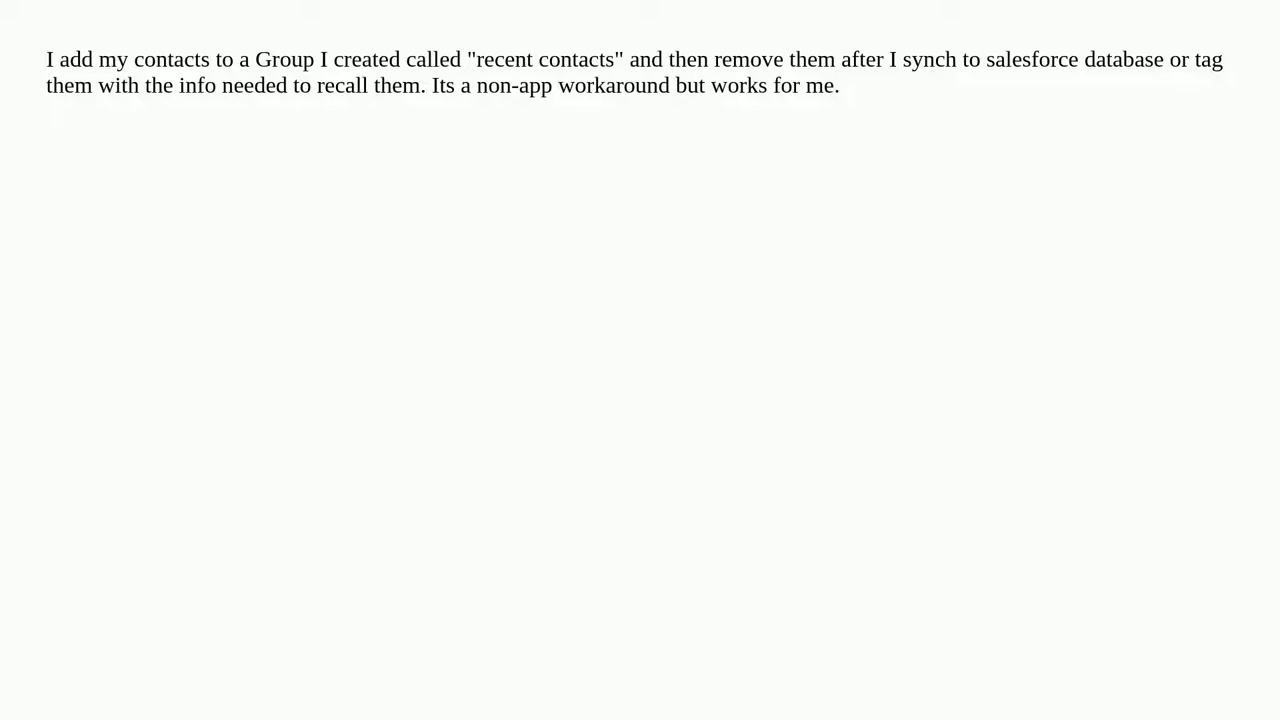 I add my contacts to a Group I created called "recent contacts" and then remove them after I synch to salesforce database or tag
them with the info needed to recall them. Its a non-app workaround but works for me.